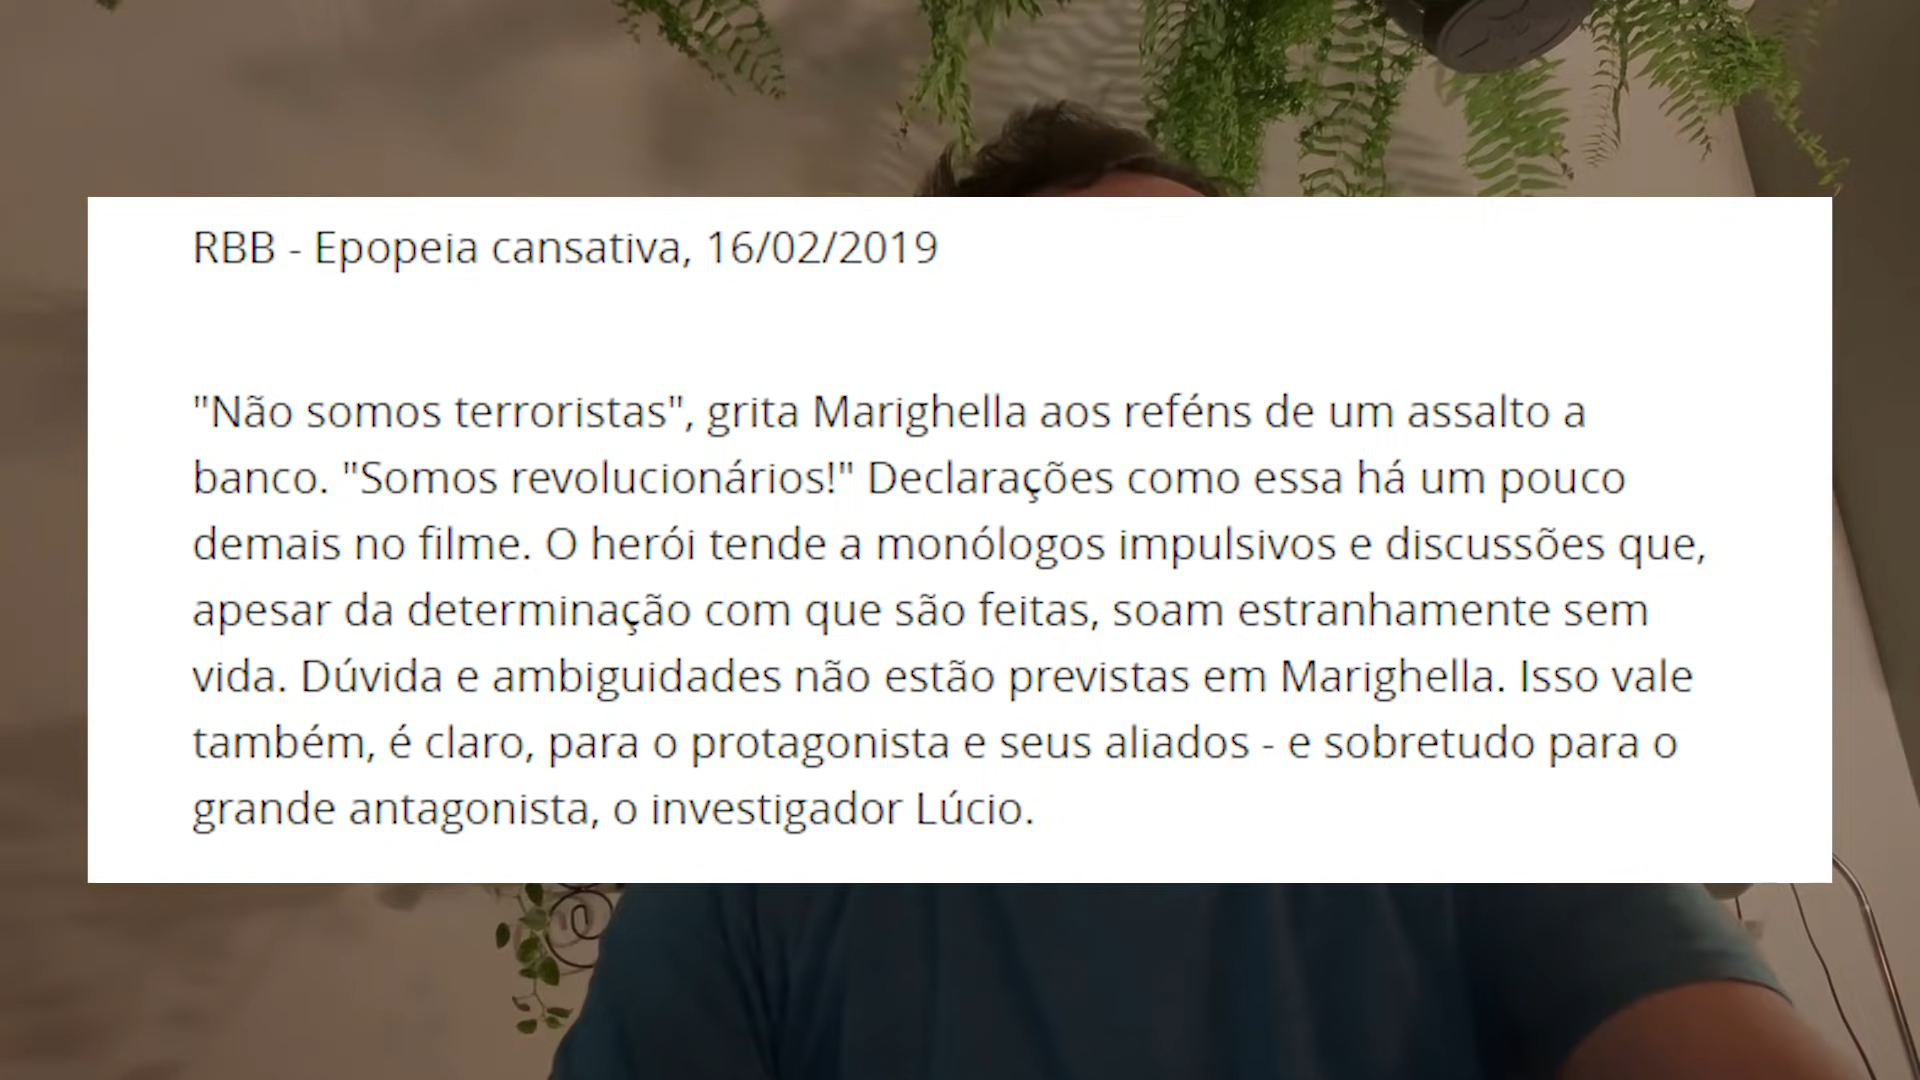 RBB - Epopeia cansativa, 16/02/2019
"Não somos terroristas", grita Marighella aos reféns de um assalto a
banco. "Somos revolucionários!" Declarações como essa há um pouco
demais no filme. O herói tende a monólogos impulsivos e discussões que,
apesar da determinação com que são feitas, soam estranhamente sem
vida. Dúvida e ambiguidades não estão previstas em Marighella. Isso vale
também, é claro, para o protagonista e seus aliados - e sobretudo para o
grande antagonista, o investigador Lúcio.